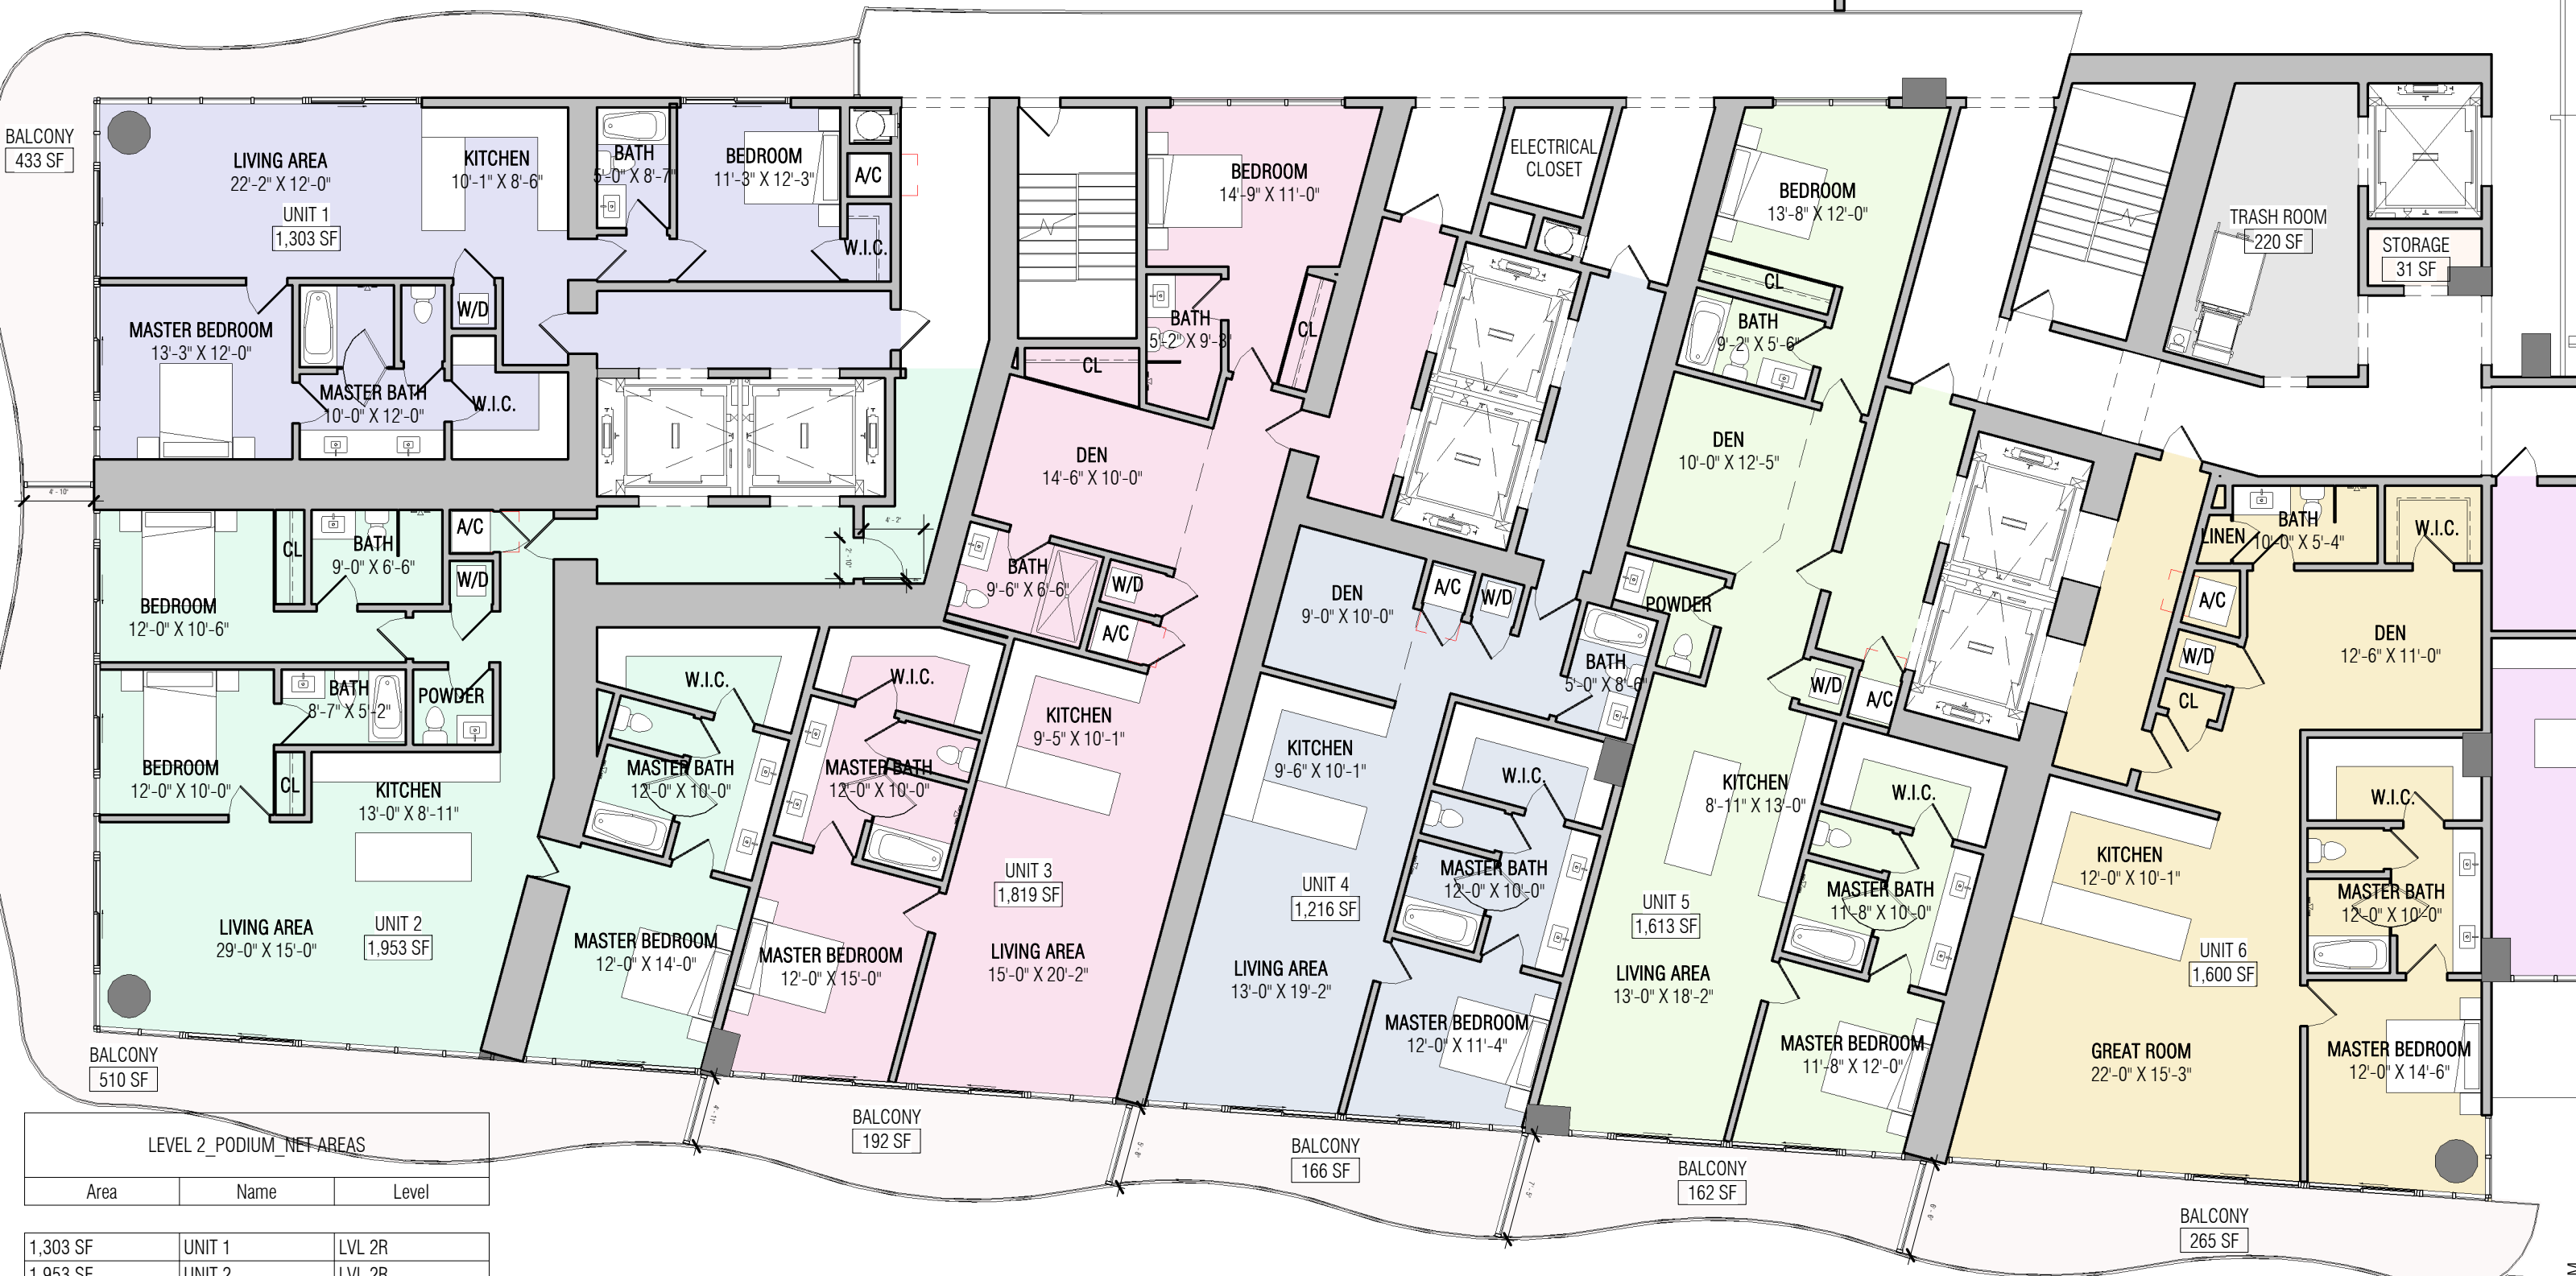 BALCONY
433 SF
LIVING AREA
22'-2" X 12'-0"
UNIT 1
1,303 SF
KITCHEN
10'-1" X 8'-6"
BATH
5'-0" X 8'-7"
BEDROOM
11'-3" X 12'-3"
A/C
W.I.C.
MASTER BEDROOM
13'-3" X 12'-0"
W/D
MASTER BATH
10'-0" X 12'-0"
W.I.C.
4' - 10"
BEDROOM
12'-0" X 10'-6"
CL
BATH
9'-0" X 6'-6"
A/C
W/D
4' - 2"
2' - 10"
BEDROOM
12'-0" X 10'-0"
CL
BATH
8'-7" X 5'-2"
POWDER
KITCHEN
13'-0" X 8'-11"
LIVING AREA
29'-0" X 15'-0"
UNIT 2
1,953 SF
W.I.C.
MASTER BATH
12'-0" X 10'-0"
MASTER BEDROOM
12'-0" X 14'-0"
BALCONY
510 SF
4' - 11"
BEDROOM
14'-9" X 11'-0"
BATH
5'-2" X 9'-3"
CL
CL
DEN
14'-6" X 10'-0"
BATH
9'-6" X 6'-6"
W/D
A/C
W.I.C.
KITCHEN
9'-5" X 10'-1"
MASTER BATH
12'-0" X 10'-0"
UNIT 3
1,819 SF
MASTER BEDROOM
12'-0" X 15'-0"
LIVING AREA
15'-0" X 20'-2"
BALCONY
192 SF
ELECTRICAL
CLOSET
DEN
9'-0" X 10'-0"
A/C
W/D
BATH
5'-0" X 8'-6"
KITCHEN
9'-6" X 10'-1"
W.I.C.
MASTER BATH
12'-0" X 10'-0"
UNIT 4
1,216 SF
LIVING AREA
13'-0" X 19'-2"
MASTER BEDROOM
12'-0" X 11'-4"
BALCONY
166 SF
BEDROOM
13'-8" X 12'-0"
CL
BATH
9'-2" X 5'-6"
DEN
10'-0" X 12'-5"
POWDER
W/D
A/C
KITCHEN
8'-11" X 13'-0"
W.I.C.
MASTER BATH
11'-8" X 10'-0"
UNIT 5
1,613 SF
LIVING AREA
13'-0" X 18'-2"
MASTER BEDROOM
11'-8" X 12'-0"
BALCONY
162 SF
TRASH ROOM
220 SF
STORAGE
31 SF
LINEN
BATH
10'-0" X 5'-4"
W.I.C.
A/C
W/D
CL
DEN
12'-6" X 11'-0"
W.I.C.
KITCHEN
12'-0" X 10'-1"
MASTER BATH
12'-0" X 10'-0"
UNIT 6
1,600 SF
GREAT ROOM
22'-0" X 15'-3"
MASTER BEDROOM
12'-0" X 14'-6"
BALCONY
265 SF
LEVEL 2_PODIUM_NET AREAS
Area Name Level
1,303 SF UNIT 1 LVL 2R
1,953 SF UNIT 2 LVL 2R